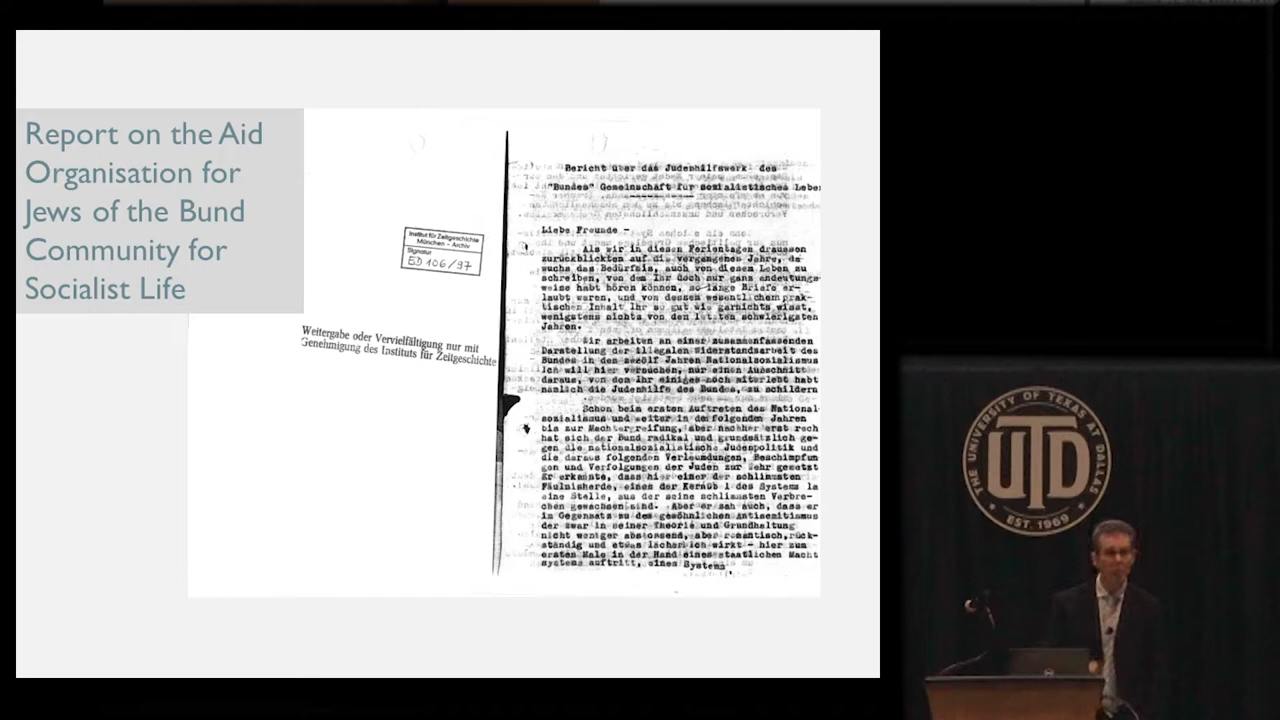 Report on the Aid
Organisation for
Jews of the Bund
Community for
Socialist Life
Institut für Zeitgeschichte
München - Archiv
Signatur
ED 106/97
Weitergabe oder Vervielfältigung nur mit
Genehmigung des Instituts für Zeitgeschichte
Bericht über das Judenhilfswerk des
"Bundes" Gemeinschaft für sozialistisches Leben
Liebe Freunde -
Als wir in diesen Ferientagen draussen
zurückblickten auf die vergangenen Jahre, da
wuchs das Bedürfnis, auch von diesem Leben zu
schreiben, von dem Ihr doch nur ganz andeutungs-
weise habt hören können, so lange Briefe er-
laubt waren, und von dessen wesentlichem prak-
tischen Inhalt Ihr so gut wie garnichts wisst,
wenigstens nichts von den letzten schwierigsten
Jahren.
Wir arbeiten an einer zusammenfassenden
Darstellung der illegalen Widerstandsarbeit des
Bundes in den zwölf Jahren Nationalsozialismus
Ich will hier versuchen, nur einen Ausschnitt
daraus, von dem Ihr einiges noch miterlebt habt
nämlich die Judenhilfe des Bundes, zu schildern
Schon beim ersten Auftreten des National-
sozialismus und weiter in den folgenden Jahren
bis zur Machtergreifung, aber nachher erst recht
hat sich der Bund radikal und grundsätzlich ge-
gen die nationalsozialistische Judenpolitik und
die daraus folgenden Verleumdungen, Beschimpfun
gen und Verfolgungen der Juden zur Wehr gesetzt
Er erkannte, dass hier einer der schlimmsten
Fäulnisherde, eines der des Systems la
eine Stelle, aus der seine schlimmsten Verbre-
chen gewachsen sind. Aber er sah auch, dass er
im Gegensatz zu dem gewöhnlichen Antisemitismus
der zwar in seiner Theorie und Grundhaltung
nicht weniger abstossend, aber romantisch, rück-
ständig und etwas lächerlich wirkt - hier zum
ersten Male in der Hand eines staatlichen Macht
systems auftritt, eines Systems
THE UNIVERSITY OF TEXAS AT DALLAS
UTD
EST. 1969